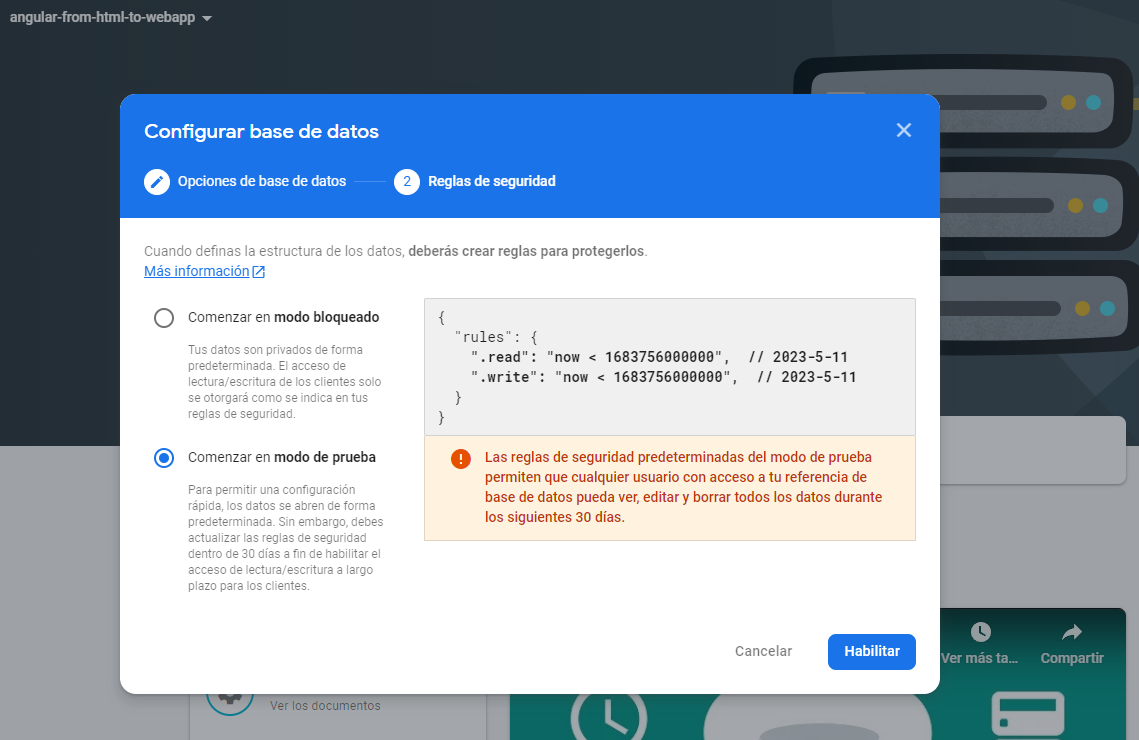 angular-from-html-to-webapp
Configurar base de datos
Opciones de base de datos
2 Reglas de seguridad
Cuando definas la estructura de los datos, deberás crear reglas para protegerlos.
Más información
Comenzar en modo bloqueado
Tus datos son privados de forma
predeterminada. El acceso de
lectura/escritura de los clientes solo
se otorgará como se indica en tus
reglas de seguridad.
Comenzar en modo de prueba
Para permitir una configuración
rápida, los datos se abren de forma
predeterminada. Sin embargo, debes
actualizar las reglas de seguridad
dentro de 30 días a fin de habilitar el
acceso de lectura/escritura a largo
plazo para los clientes.
{
"rules": {
".read": "now < 1683756000000", // 2023-5-11
".write": "now < 1683756000000", // 2023-5-11
}
}
Las reglas de seguridad predeterminadas del modo de prueba
permiten que cualquier usuario con acceso a tu referencia de
base de datos pueda ver, editar y borrar todos los datos durante
los siguientes 30 días.
Cancelar
Habilitar
Ver más ta...
Compartir
Ver los documentos